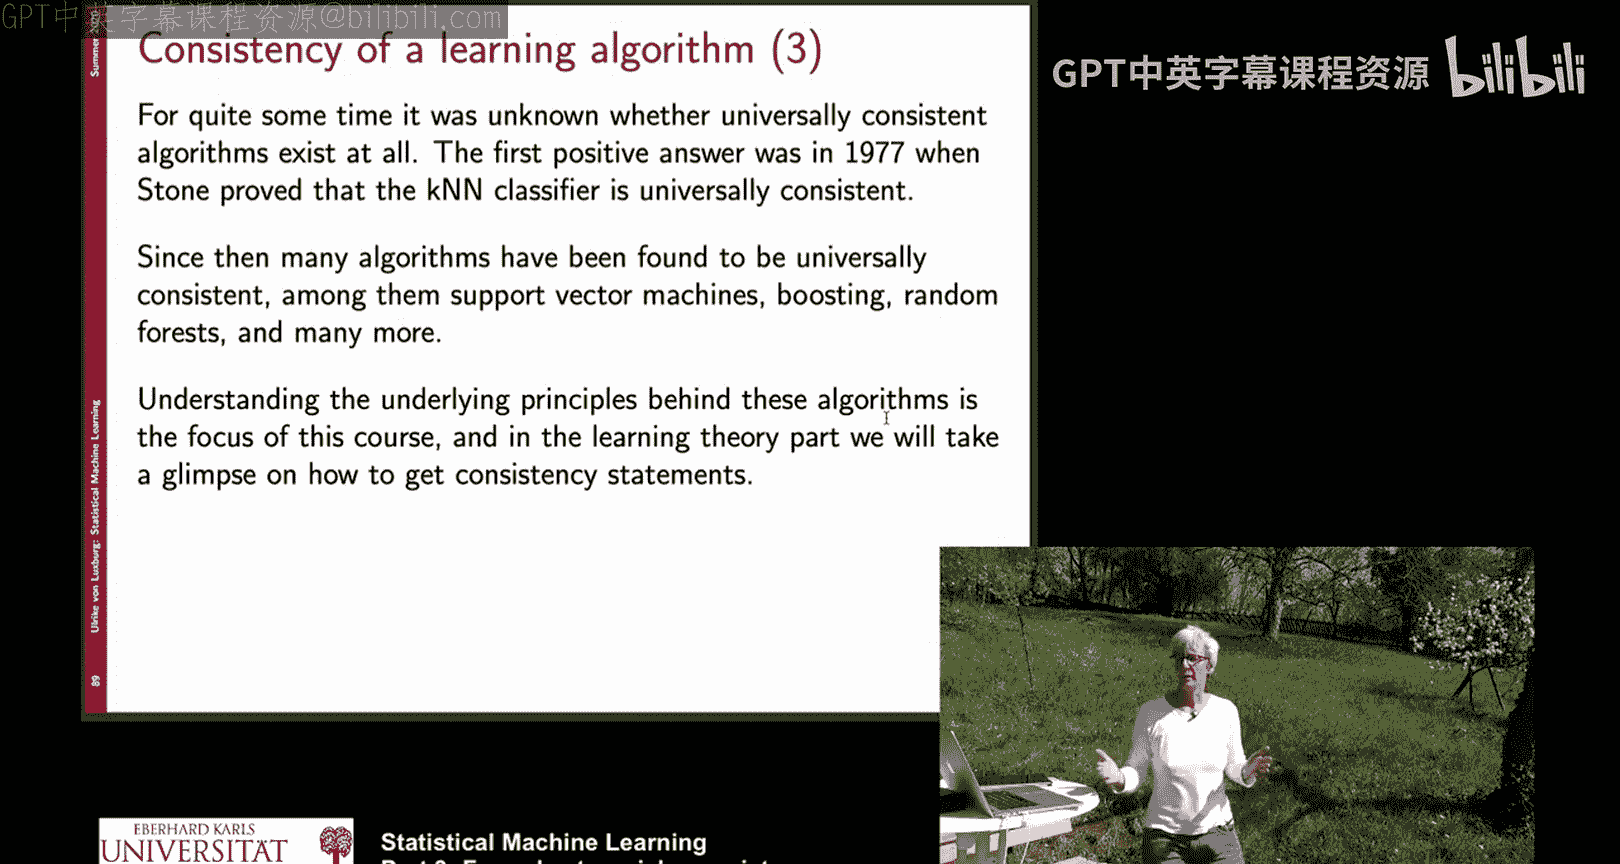 GPT中英字幕课程资源@bilibili.com
Consistency of a learning algorithm (3)
For quite some time it was unknown whether universally consistent
algorithms exist at all. The first positive answer was in 1977 when
Stone proved that the kNN classifier is universally consistent.
Since then many algorithms have been found to be universally
consistent, among them support vector machines, boosting, random
forests, and many more.
Understanding the underlying principles behind these algorithms is
the focus of this course, and in the learning theory part we will take
a glimpse on how to get consistency statements.
Summer
Ulrike von Luxburg: Statistical Machine Learning
89
GPT中英字幕课程资源 bilibili
EBERHARD KARLS
UNIVERSITAT
Statistical Machine Learning